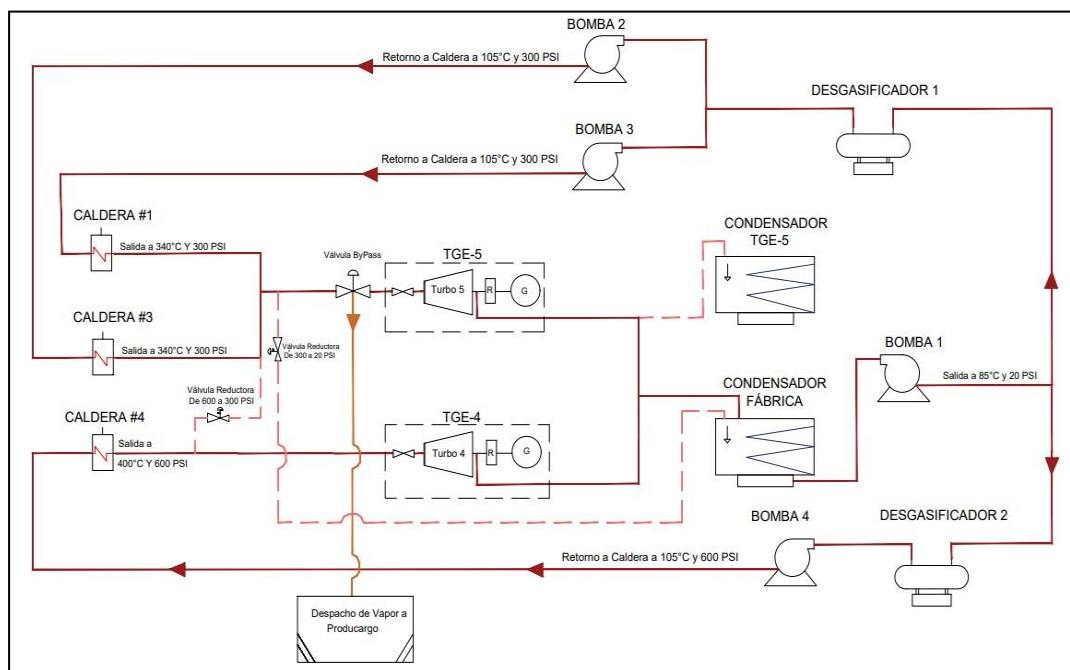 BOMBA 2
Retorno a Caldera a 105°C y 300 PSI
DESGASIFICADOR 1
BOMBA 3
Retorno a Caldera a 105°C y 300 PSI
CALDERA #1
Salida a 340°C Y 300 PSI
Válvula ByPass
TGE-5
Turbo 5
R
G
CONDENSADOR
TGE-5
CALDERA #3
Salida a 340°C Y 300 PSI
Válvula Reductora
De 300 a 20 PSI
BOMBA 1
Salida a 85°C y 20 PSI
Válvula Reductora
De 600 a 300 PSI
CONDENSADOR
FÁBRICA
CALDERA #4
Salida a
400°C Y 600 PSI
TGE-4
Turbo 4
R
G
BOMBA 4
DESGASIFICADOR 2
Retorno a Caldera a 105°C y 600 PSI
Despacho de Vapor a
Producargo